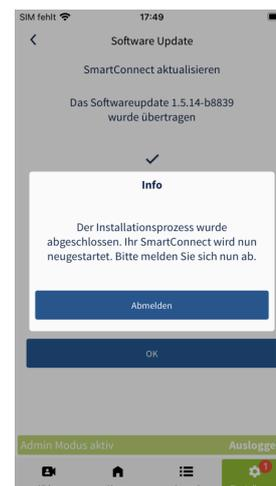 SIM fehlt 17:49
Software Update
SmartConnect aktualisieren
Das Softwareupdate 1.5.14-b8839
wurde übertragen
Info
Der Installationsprozess wurde
abgeschlossen. Ihr SmartConnect wird nun
neugestartet. Bitte melden Sie sich nun ab.
Abmelden
OK
Admin Modus aktiv Auslogge
1